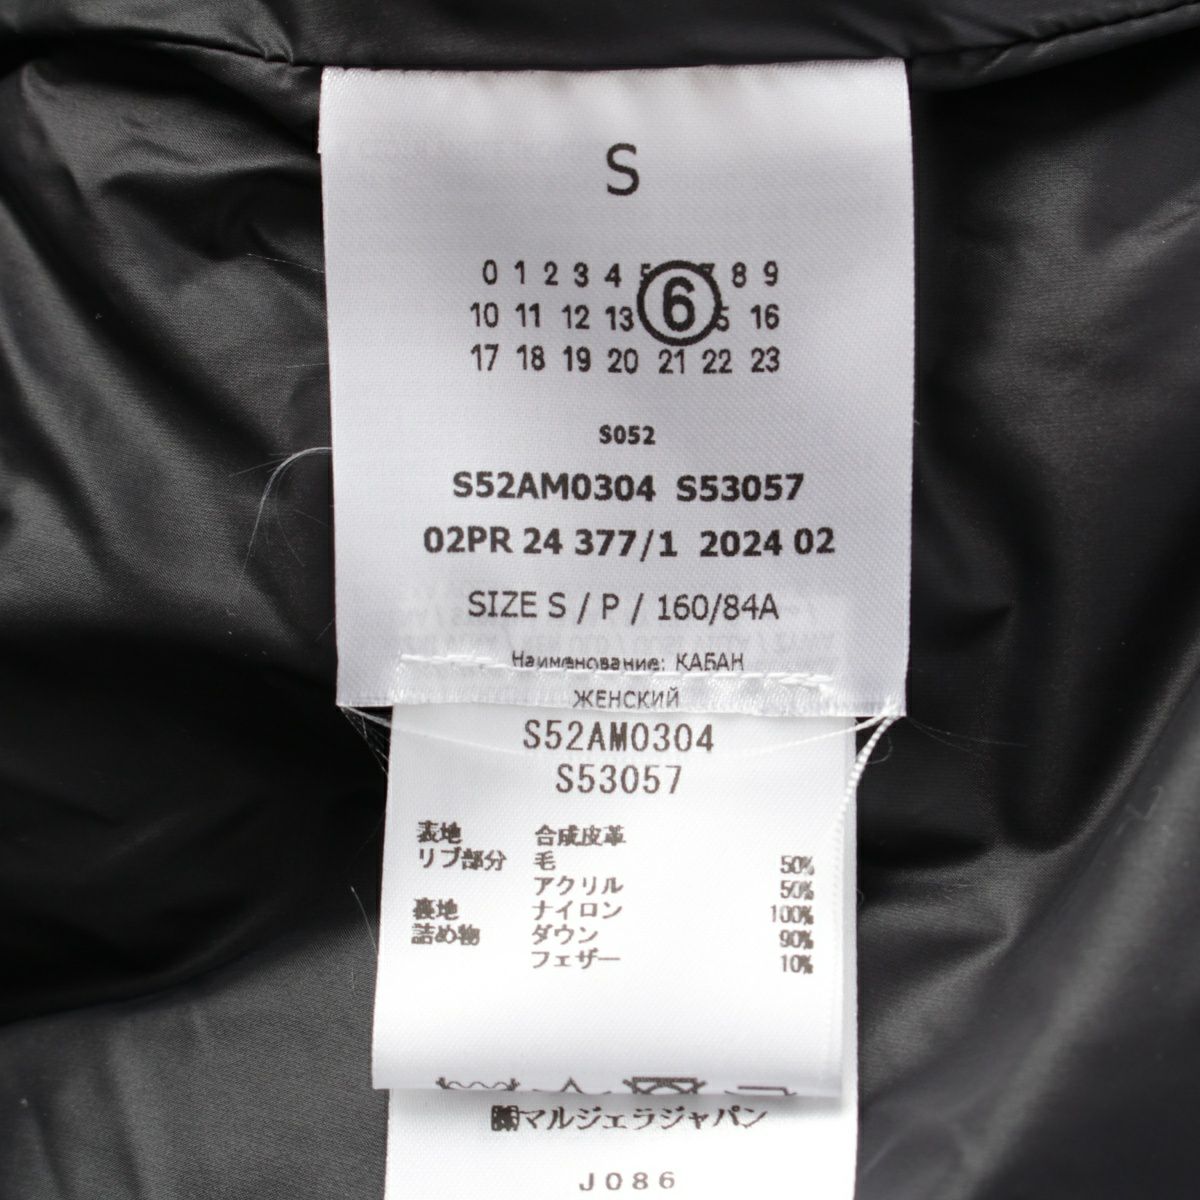 S
0 1 2 3 4 5 7 8 9
6
10 11 12 13 15 16
17 18 19 20 21 22 23
S052
S52AM0304 S53057
02PR 24 377/1 2024 02
SIZE S / P / 160/84A
Наименование: КАБАН
ЖЕНСКИЙ
S52AM0304
S53057
表地 合成皮革
リブ部分 毛 50%
アクリル 50%
裏地 ナイロン 100%
詰め物 ダウン 90%
フェザー 10%
㈱マルジェラジャパン
J086